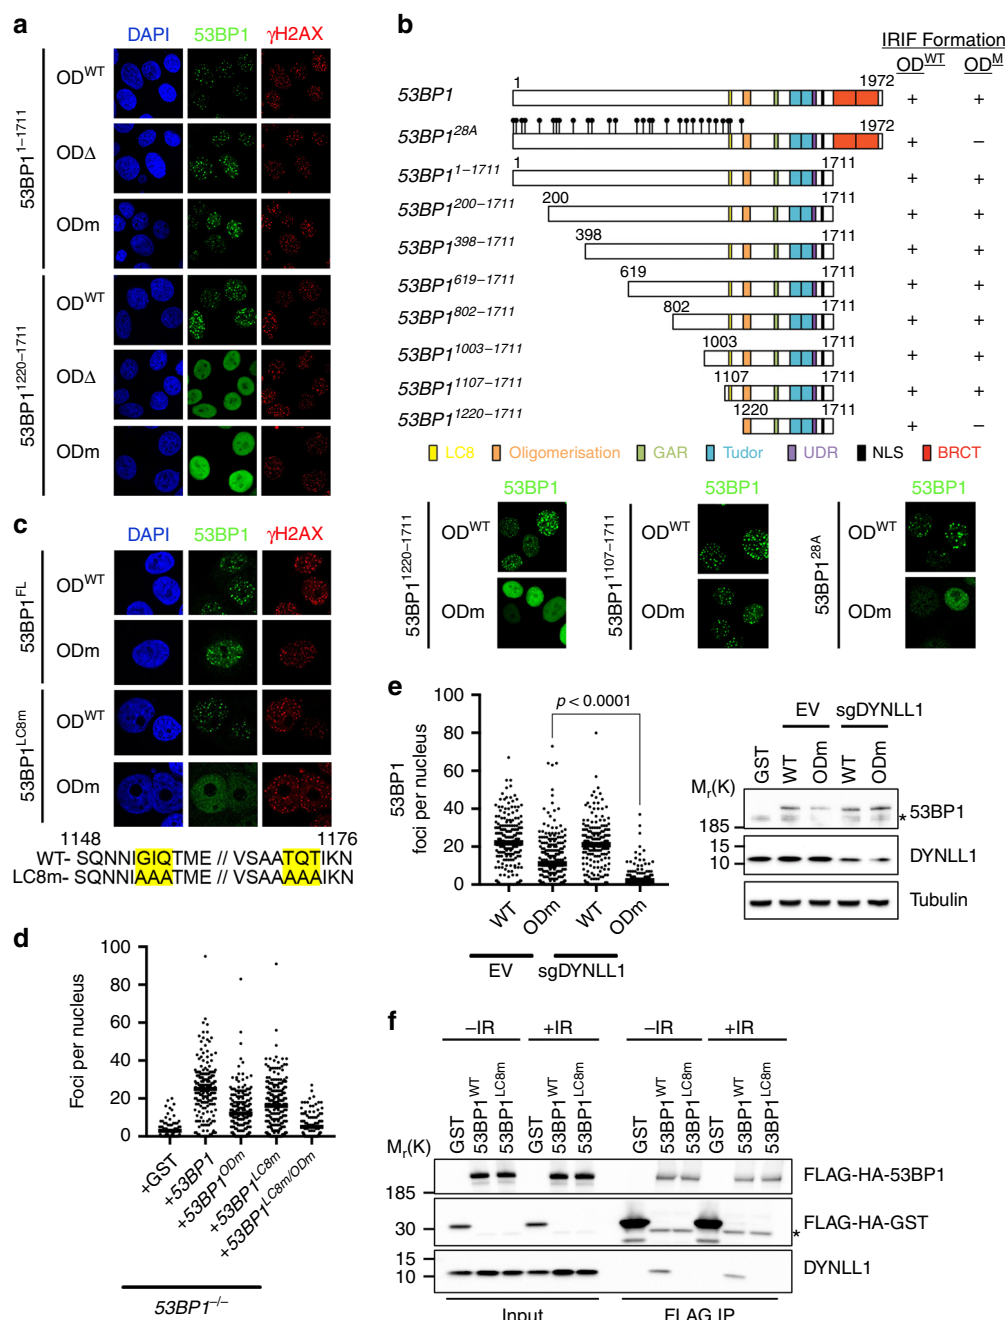 a
DAPI 53BP1 γH2AX
53BP1^1–1711
OD^WT
ODΔ
ODm
53BP1^1220–1711
OD^WT
ODΔ
ODm
b
IRIF Formation
OD^WT OD^M
53BP1 1 1972 + +
53BP1^28A 1972 + –
53BP1^1–1711 1 1711 + +
53BP1^200–1711 200 1711 + +
53BP1^398–1711 398 1711 + +
53BP1^619–1711 619 1711 + +
53BP1^802–1711 802 1711 + +
53BP1^1003–1711 1003 1711 + +
53BP1^1107–1711 1107 1711 + +
53BP1^1220–1711 1220 1711 + –
LC8 Oligomerisation GAR Tudor UDR NLS BRCT
53BP1 53BP1 53BP1
53BP1^1220–1711
OD^WT
ODm
53BP1^1107–1711
OD^WT
ODm
53BP1^28A
OD^WT
ODm
c
DAPI 53BP1 γH2AX
53BP1^FL
OD^WT
ODm
53BP1^LC8m
OD^WT
ODm
1148 1176
WT- SQNNIGIQTME // VSAATQTIKN
LC8m- SQNNIAAATME // VSAAAAAIKN
d
Foci per nucleus
100
80
60
40
20
0
+GST
+53BP1
+53BP1^ODm
+53BP1^LC8m
+53BP1^LC8m/ODm
53BP1^–/–
e
53BP1
foci per nucleus
100
80
60
40
20
0
p < 0.0001
WT ODm WT ODm
EV sgDYNLL1
EV sgDYNLL1
GST WT ODm WT ODm
M_r(K)
185
* 53BP1
15
10
DYNLL1
Tubulin
f
–IR +IR –IR +IR
GST 53BP1^WT 53BP1^LC8m GST 53BP1^WT 53BP1^LC8m GST 53BP1^WT 53BP1^LC8m GST 53BP1^WT 53BP1^LC8m
M_r(K)
185
FLAG-HA-53BP1
30
FLAG-HA-GST
*
15
10
DYNLL1
Input FLAG IP